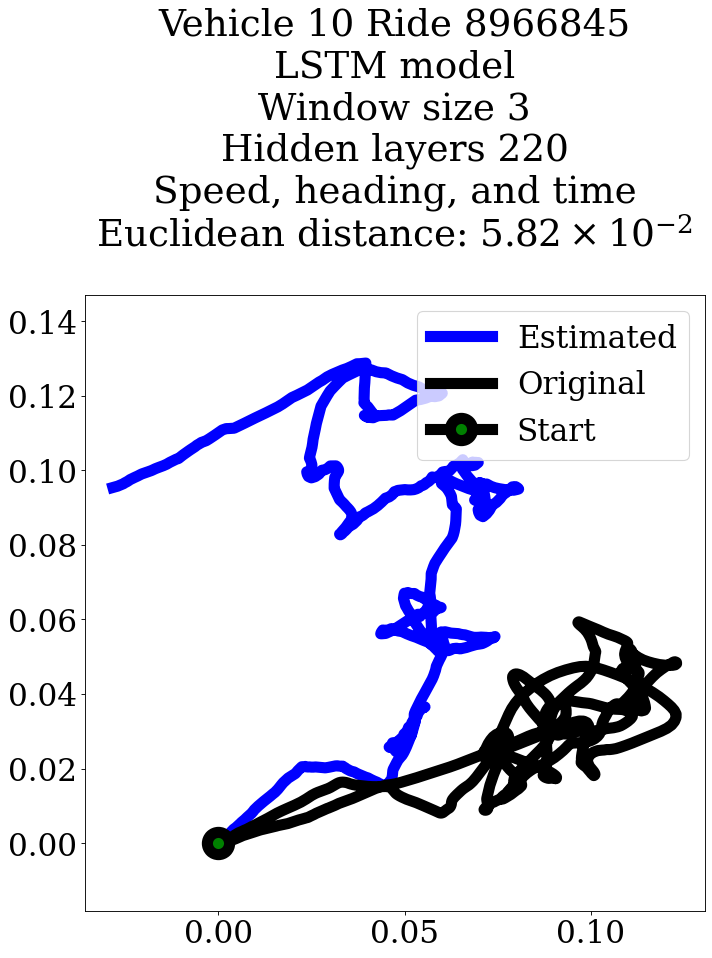 Vehicle 10 Ride 8966845
LSTM model
Window size 3
Hidden layers 220
Speed, heading, and time
Euclidean distance: 5.82 × 10⁻²
0.14
0.12
0.10
0.08
0.06
0.04
0.02
0.00
Estimated
Original
Start
0.00 0.05 0.10